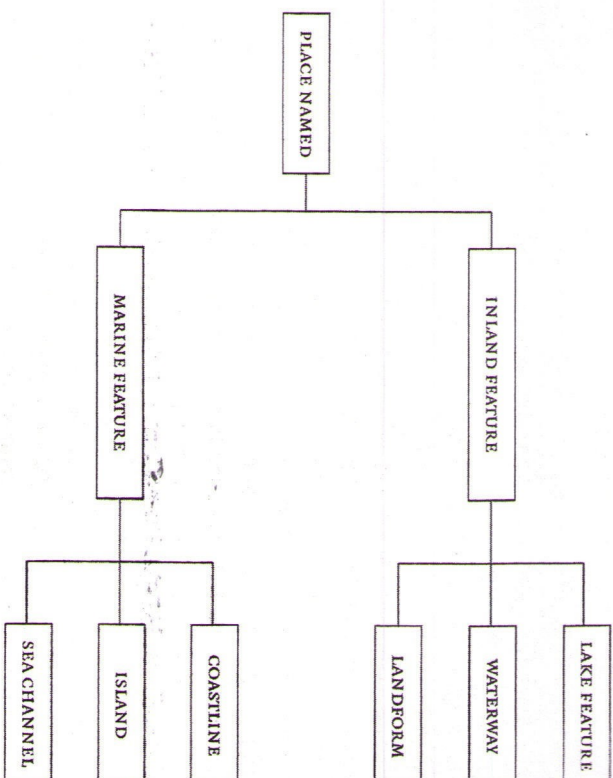 PLACE NAMED
MARINE FEATURE
INLAND FEATURE
SEA CHANNEL
ISLAND
COASTLINE
LANDFORM
WATERWAY
LAKE FEATURE